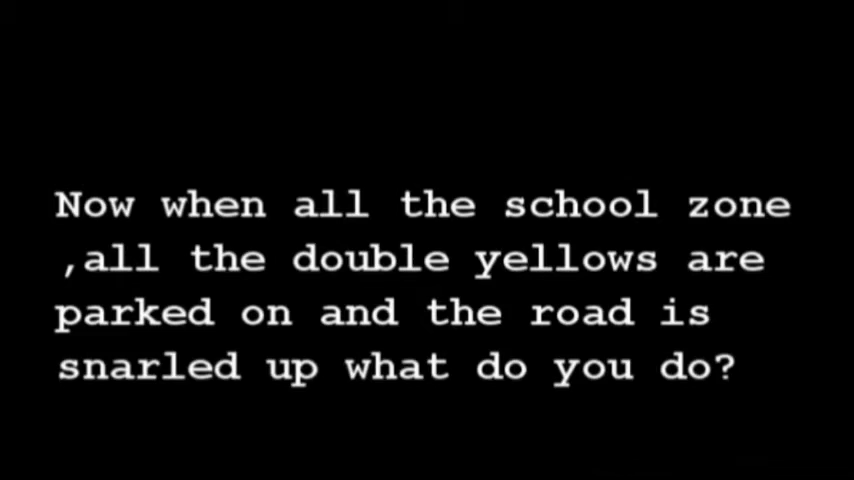 Now when all the school zone
,all the double yellows are
parked on and the road is
snarled up what do you do?